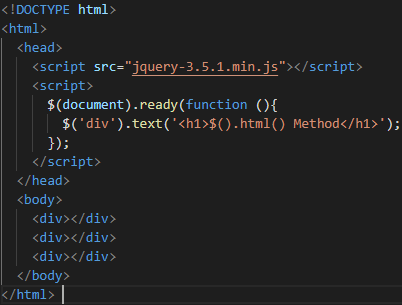 <!DOCTYPE html>
<html>
  <head>
    <script src="jquery-3.5.1.min.js"></script>
    <script>
      $(document).ready(function (){
        $('div').text('<h1>$().html() Method</h1>');
      });
    </script>
  </head>
  <body>
    <div></div>
    <div></div>
    <div></div>
  </body>
</html>